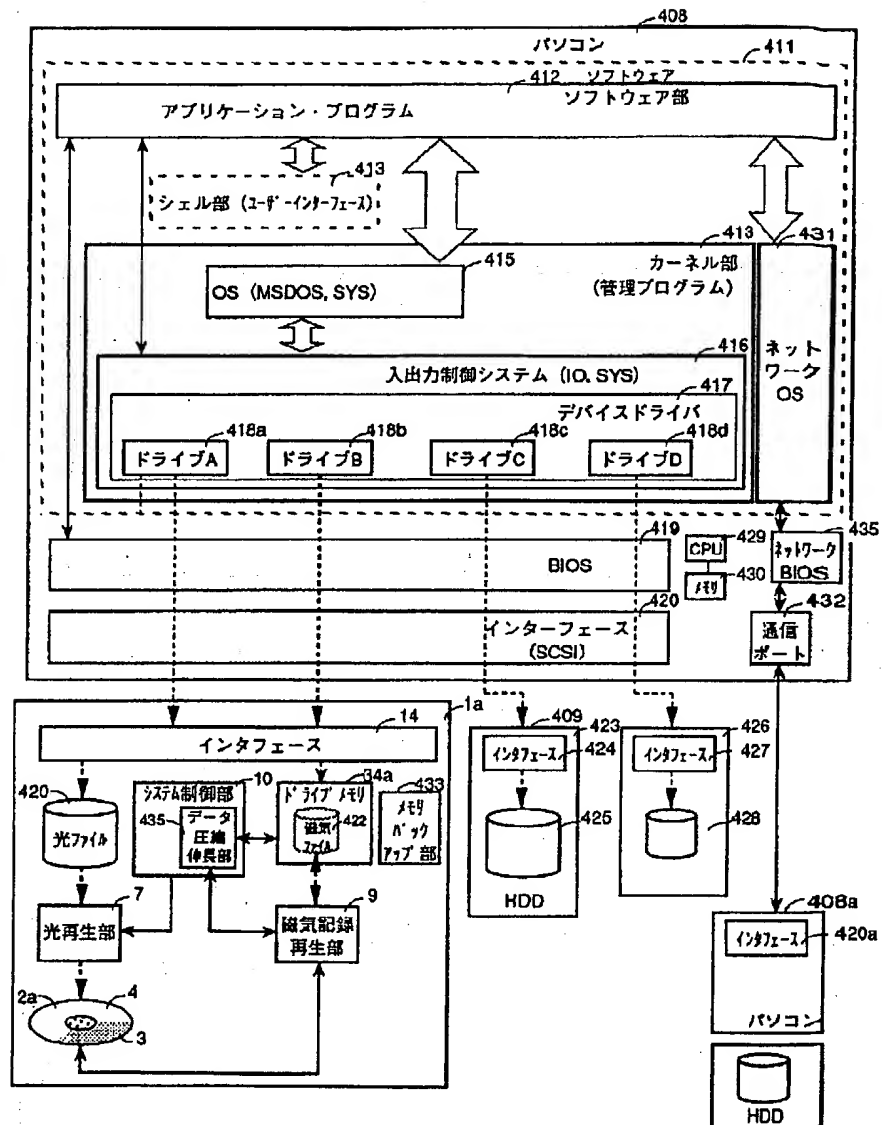 408
パソコン
411
412 ソフトウェア
ソフトウェア部
アプリケーション・プログラム
413
シェル部 (ユーザーインターフェース)
413
431
415
カーネル部
(管理プログラム)
OS (MSDOS, SYS)
ネット
ワーク
OS
416
入出力制御システム (IO. SYS)
417
デバイスドライバ
418a
418b
418c
418d
ドライブA
ドライブB
ドライブC
ドライブD
419
BIOS
429
CPU
430
メモリ
435
ネットワーク
BIOS
420
インターフェース
(SCSI)
432
通信
ポート
1a
14
インタフェース
409
423
インタフェース
424
425
HDD
426
インタフェース
427
428
420
光ファイル
10
システム制御部
435
データ
圧縮
伸長部
34a
ドライブメモリ
磁気
ファイル
422
433
メモリ
バック
アップ部
7
光再生部
9
磁気記録
再生部
2a
4
3
408a
インタフェース
420a
パソコン
HDD